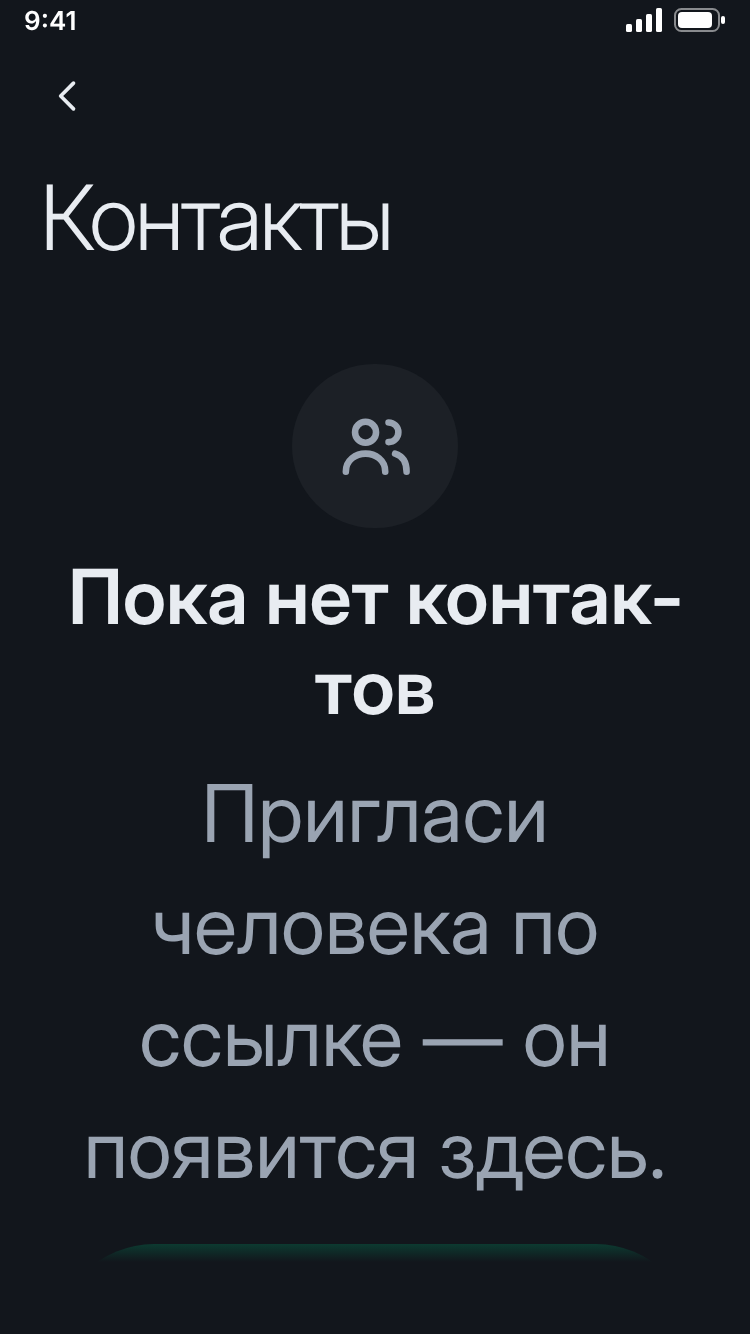 9:41
Контакты
Пока нет контак-
тов
Пригласи
человека по
ссылке — он
появится здесь.